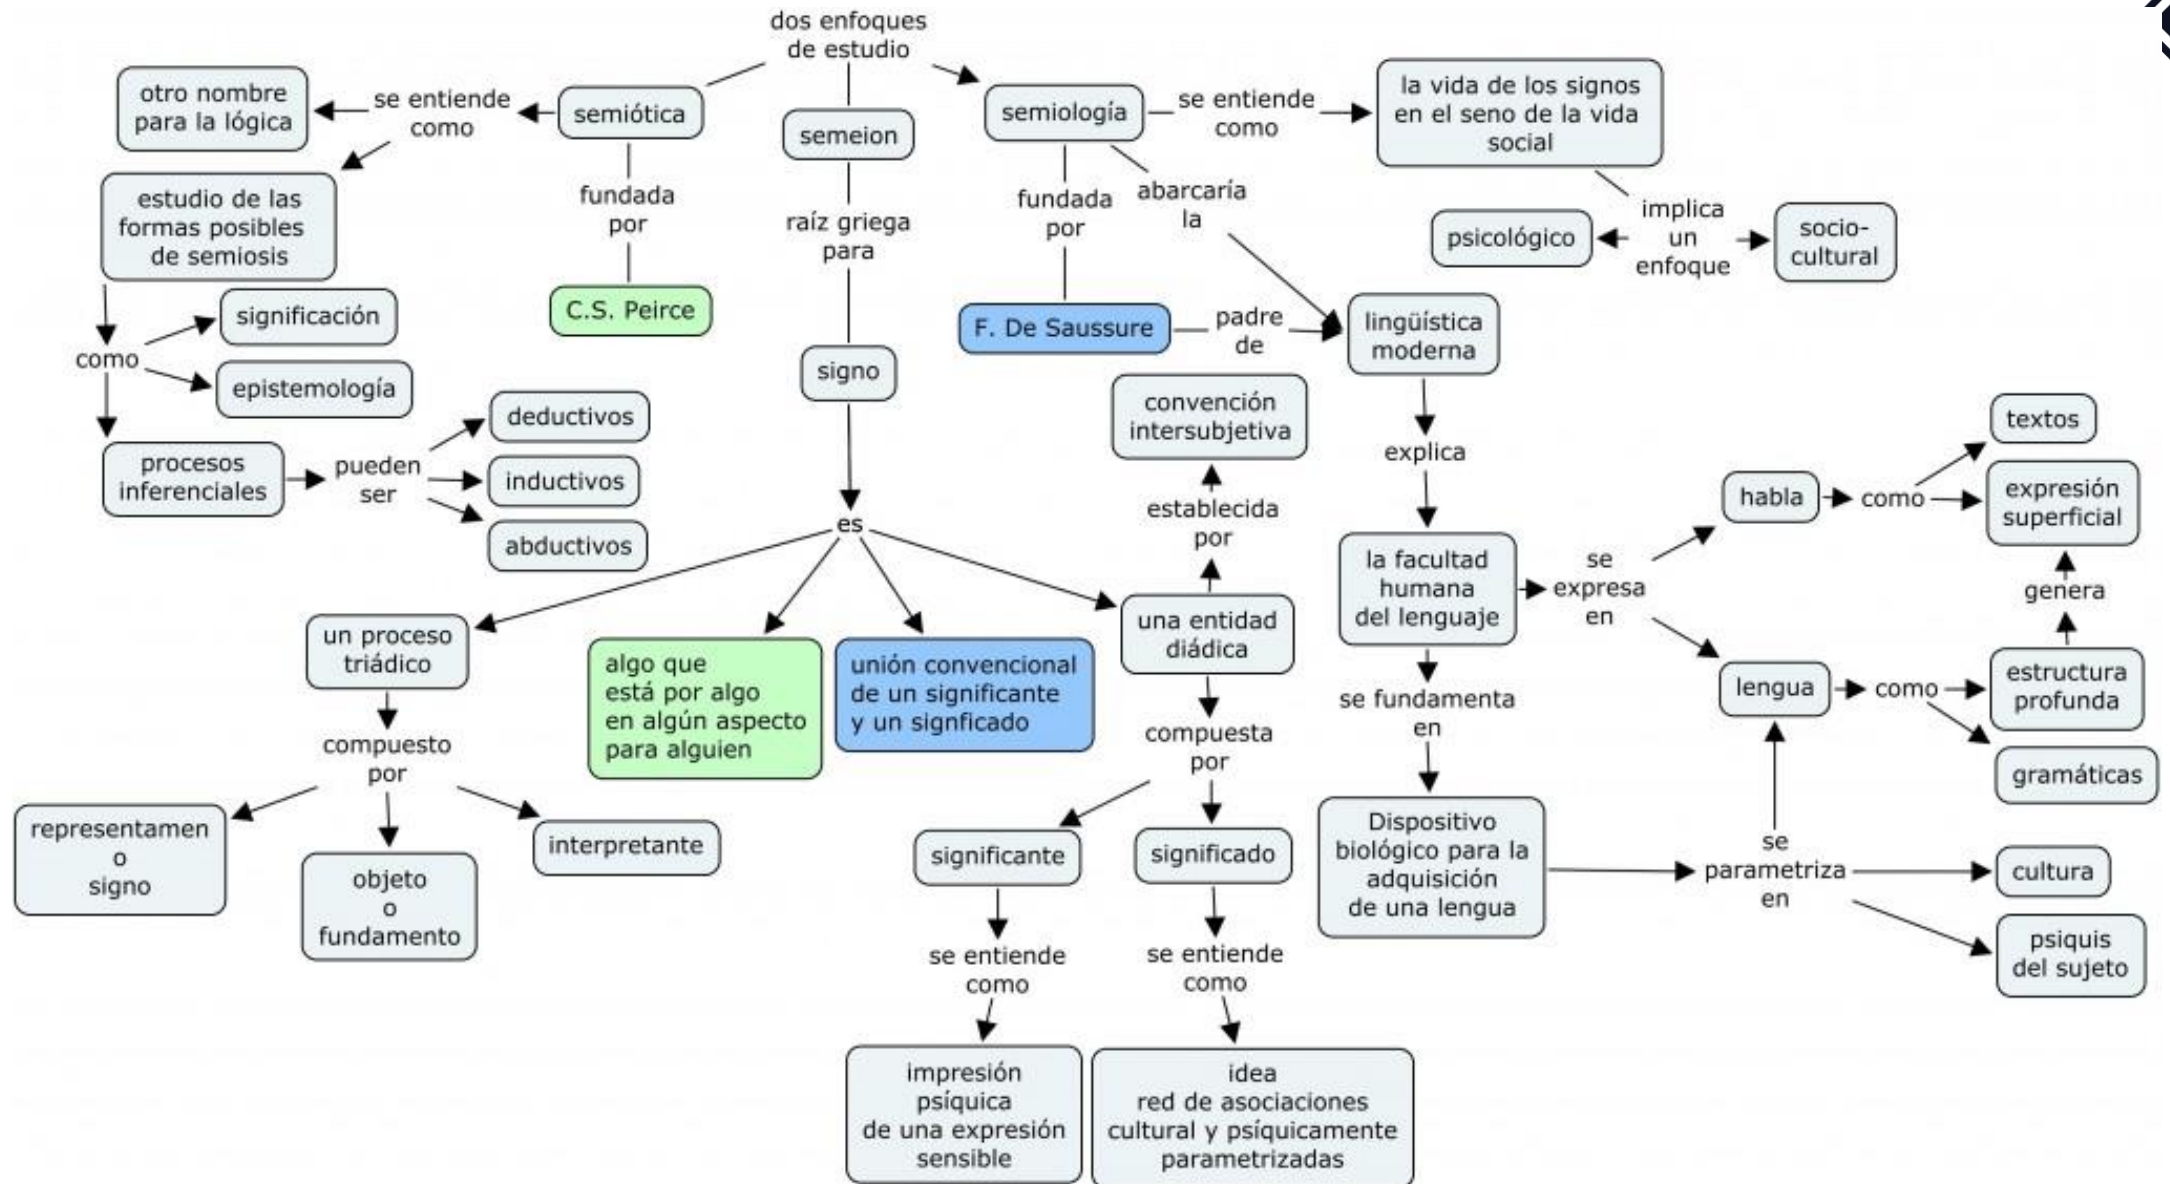 dos enfoques
de estudio
otro nombre
para la lógica
se entiende
como
semiótica
semeion
semiología
se entiende
como
la vida de los signos
en el seno de la vida
social
estudio de las
formas posibles
de semiosis
fundada
por
raíz griega
para
fundada
por
abarcaría
la
psicológico
implica
un
enfoque
socio-
cultural
como
significación
epistemología
C.S. Peirce
F. De Saussure
padre
de
lingüística
moderna
signo
procesos
inferenciales
pueden
ser
deductivos
inductivos
abductivos
es
convención
intersubjetiva
establecida
por
explica
textos
habla
como
expresión
superficial
la facultad
humana
del lenguaje
se
expresa
en
genera
un proceso
triádico
algo que
está por algo
en algún aspecto
para alguien
unión convencional
de un significante
y un signficado
una entidad
diádica
se fundamenta
en
lengua
como
estructura
profunda
gramáticas
compuesto
por
compuesta
por
representamen
o
signo
objeto
o
fundamento
interpretante
significante
significado
Dispositivo
biológico para la
adquisición
de una lengua
se
parametriza
en
cultura
psiquis
del sujeto
se entiende
como
se entiende
como
impresión
psíquica
de una expresión
sensible
idea
red de asociaciones
cultural y psíquicamente
parametrizadas